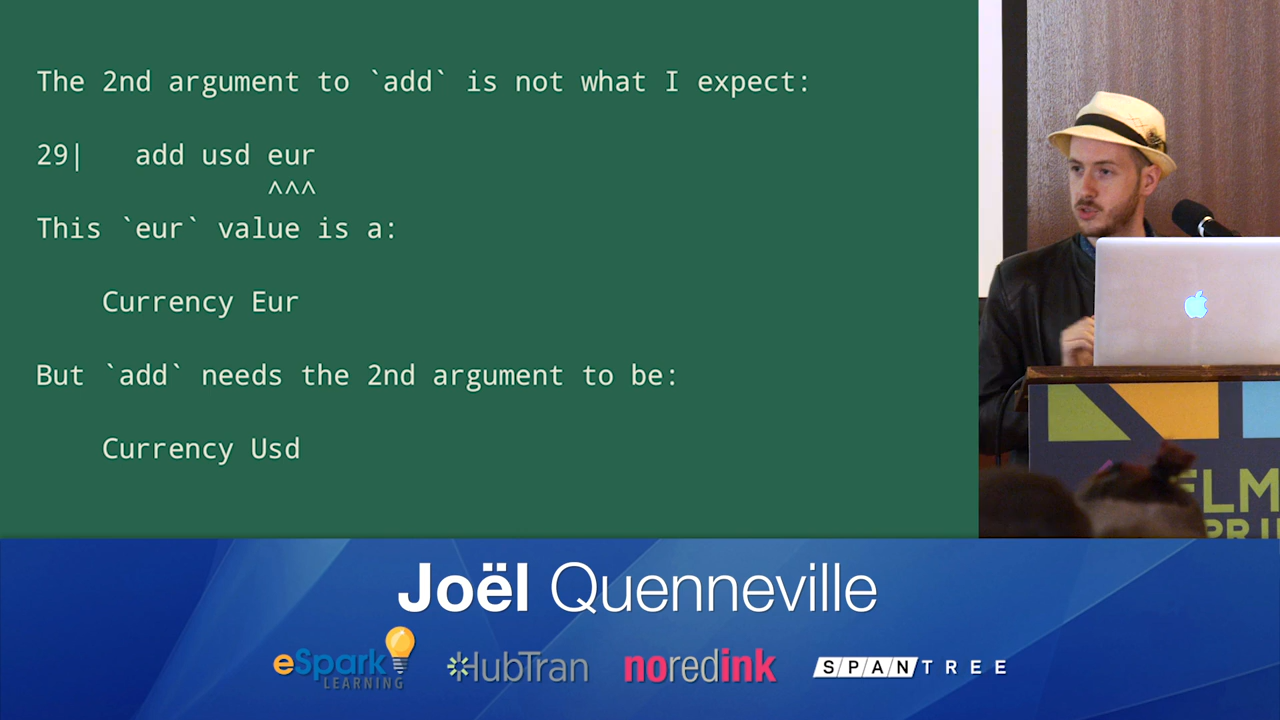 The 2nd argument to `add` is not what I expect:
29|   add usd eur
^^^
This `eur` value is a:
Currency Eur
But `add` needs the 2nd argument to be:
Currency Usd
ELM
Joël Quenneville
eSpark LEARNING
HubTran
noredink
SPANTREE